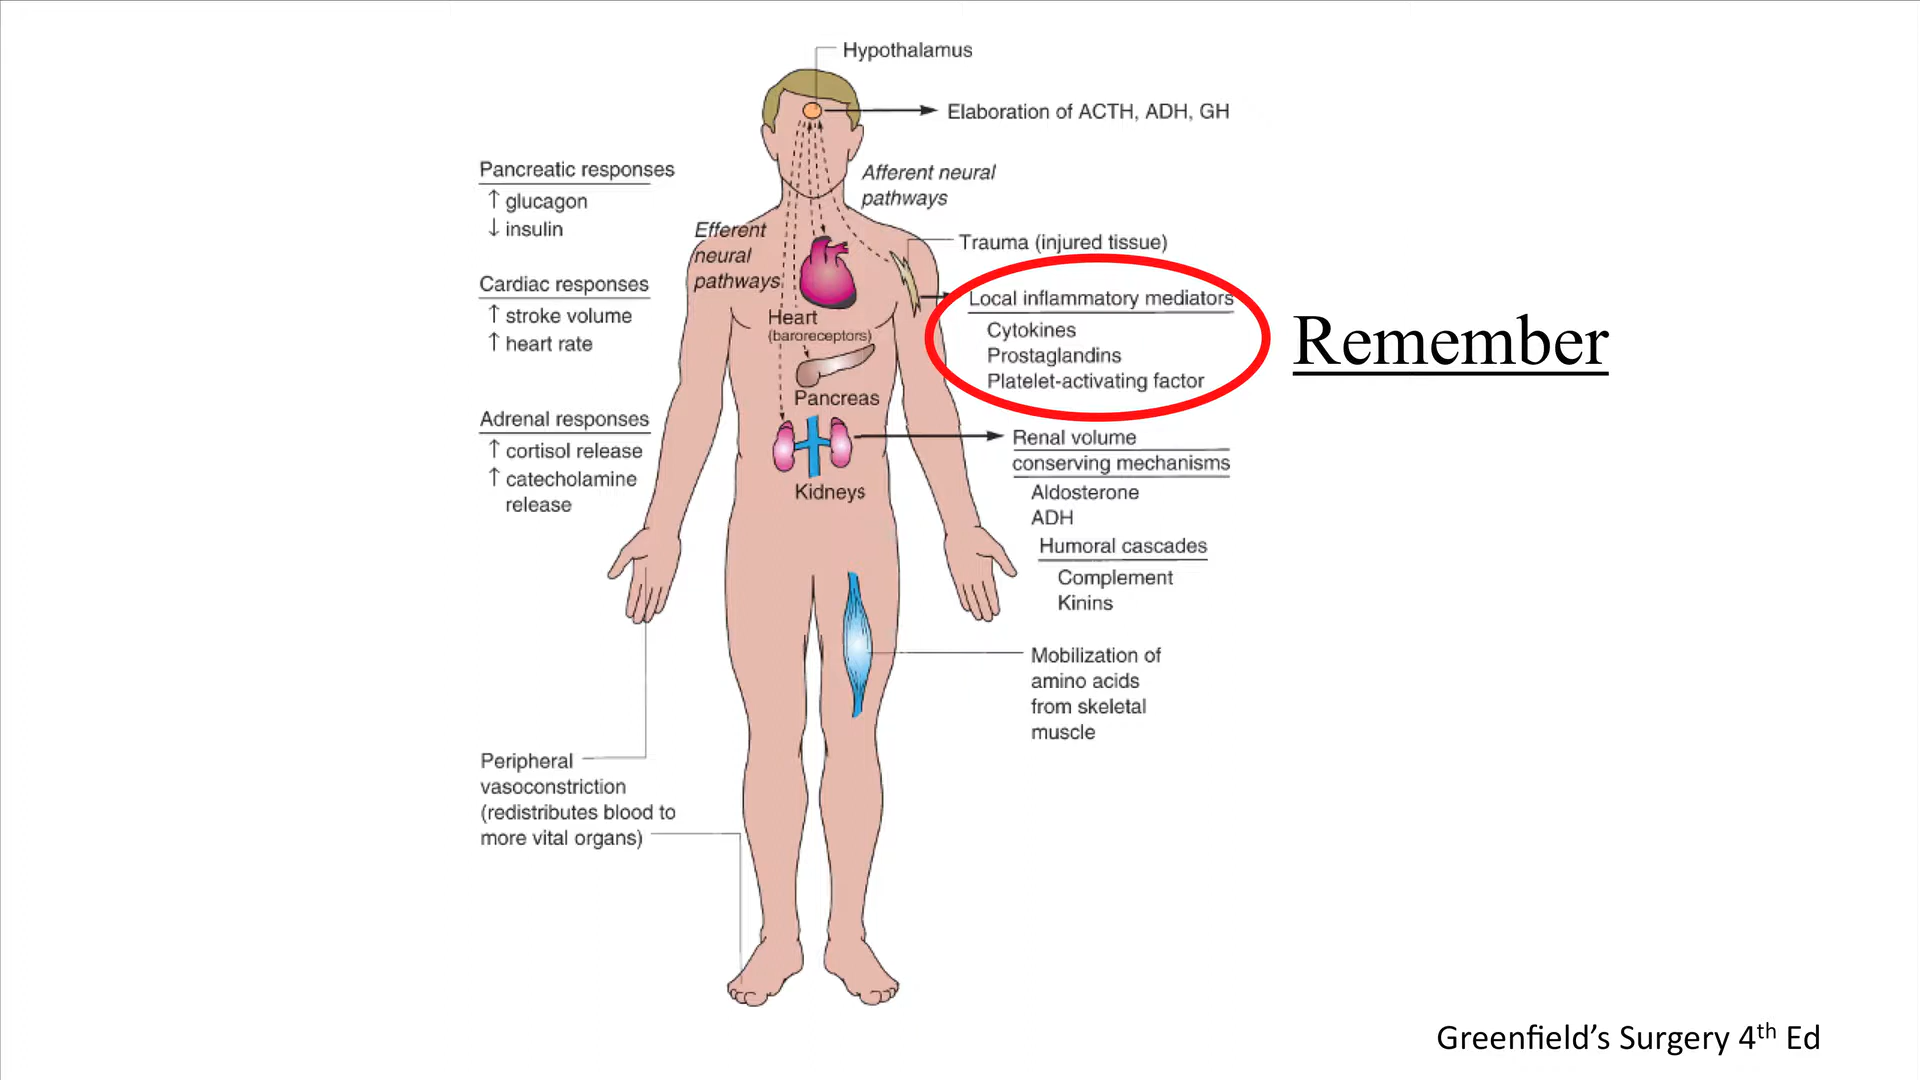 Hypothalamus
Elaboration of ACTH, ADH, GH
Pancreatic responses
↑ glucagon
↓ insulin
Afferent neural
pathways
Efferent
neural
pathways
Trauma (injured tissue)
Cardiac responses
↑ stroke volume
↑ heart rate
Local inflammatory mediators
Cytokines
Prostaglandins
Platelet-activating factor
Remember
Heart
(baroreceptors)
Pancreas
Adrenal responses
↑ cortisol release
↑ catecholamine
release
Kidneys
Renal volume
conserving mechanisms
Aldosterone
ADH
Humoral cascades
Complement
Kinins
Mobilization of
amino acids
from skeletal
muscle
Peripheral
vasoconstriction
(redistributes blood to
more vital organs)
Greenfield’s Surgery 4th Ed